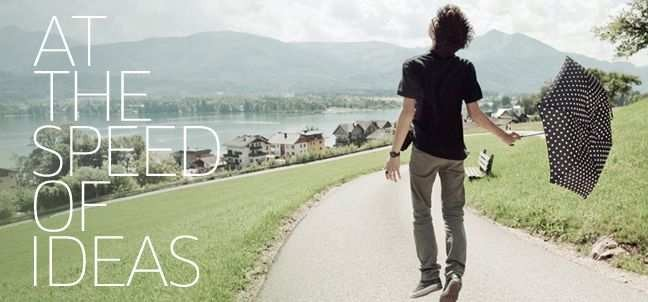 AT
THE
SPEED
OF
IDEAS